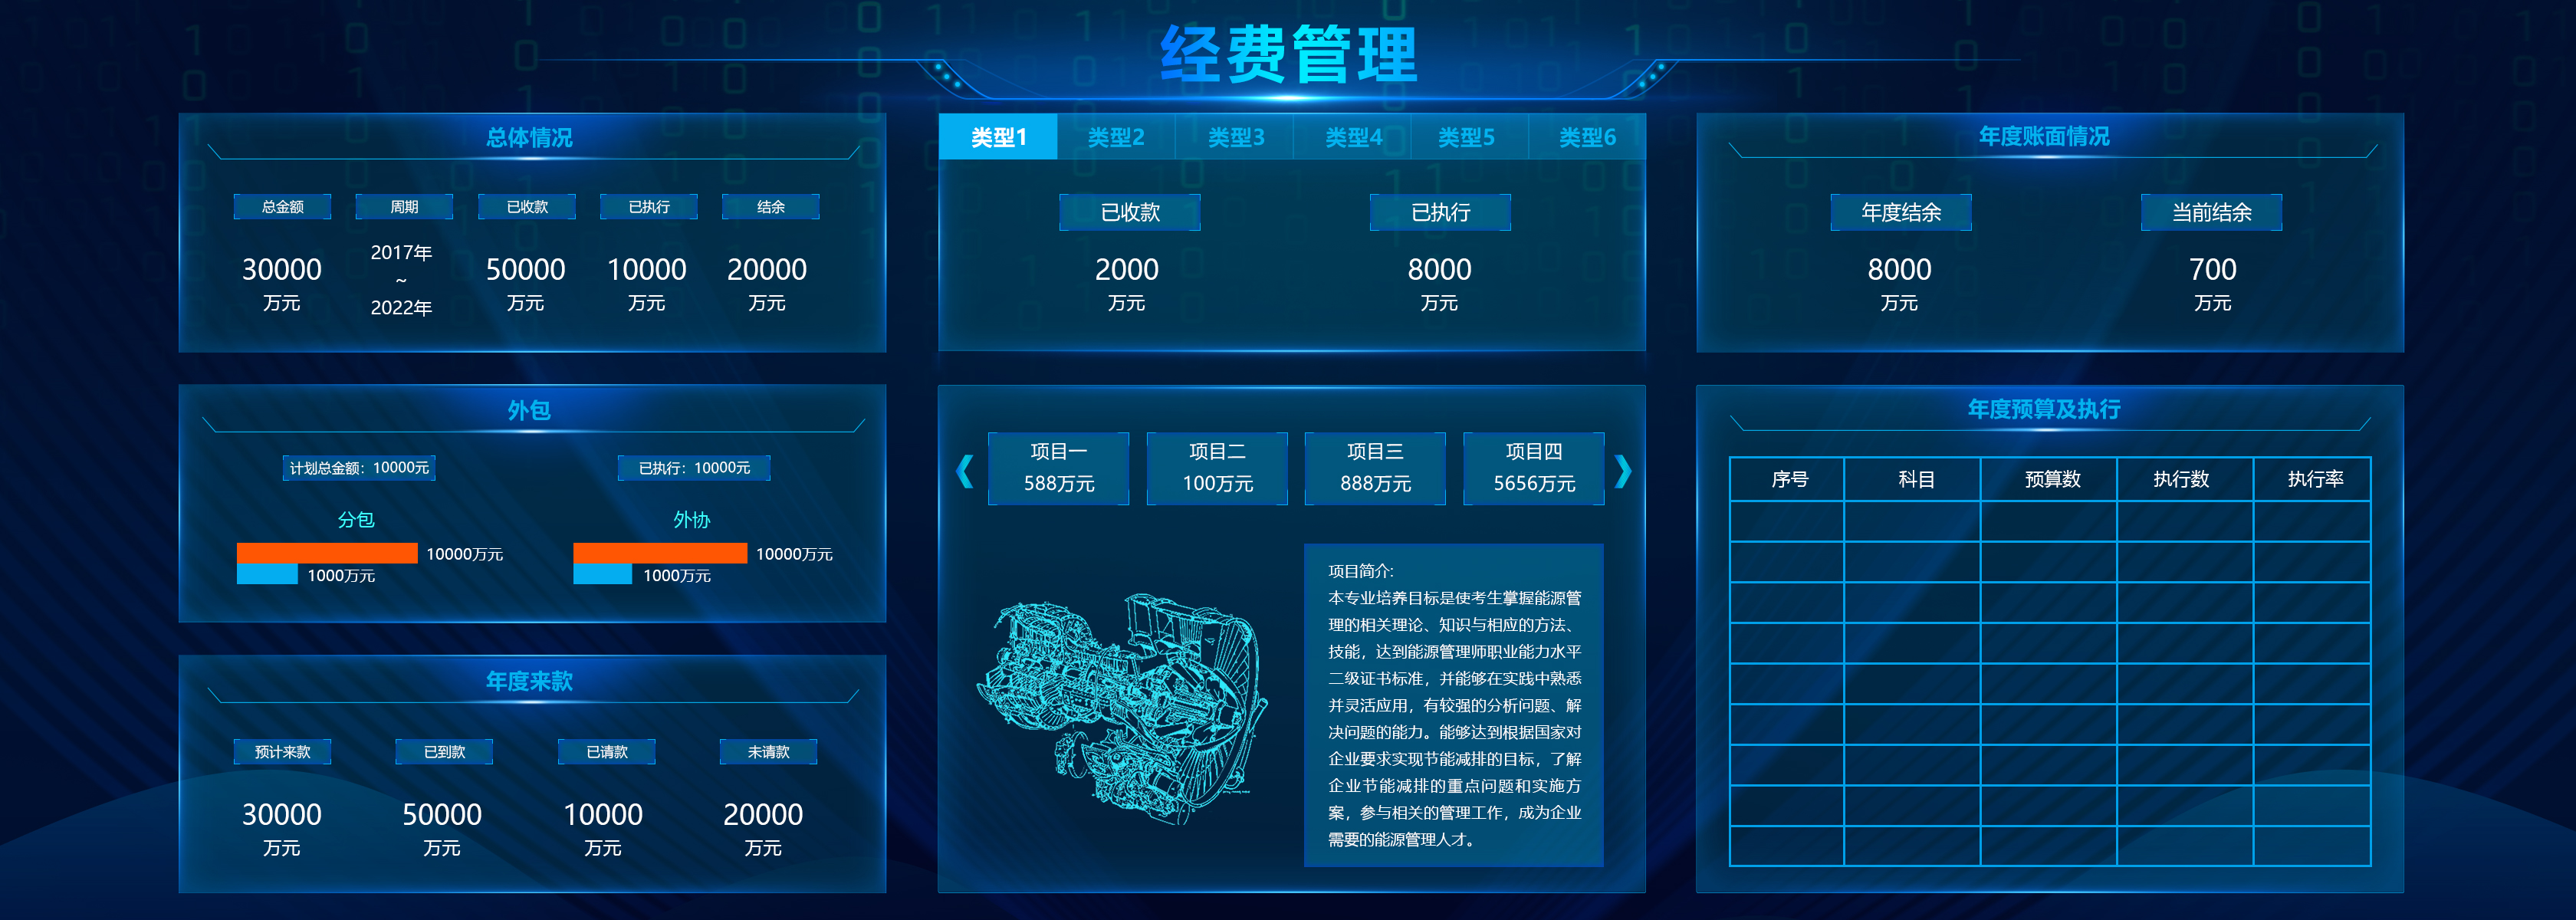 经费管理
总体情况
总金额 周期 已收款 已执行 结余
30000 2017年 50000 10000 20000
~
万元 2022年 万元 万元 万元
外包
计划总金额：10000元 已执行：10000元
分包 外协
10000万元 10000万元
1000万元 1000万元
年度来款
预计来款 已到款 已请款 未请款
30000 50000 10000 20000
万元 万元 万元 万元
类型1 类型2 类型3 类型4 类型5 类型6
已收款 已执行
2000 8000
万元 万元
项目一 项目二 项目三 项目四
588万元 100万元 888万元 5656万元
项目简介:
本专业培养目标是使考生掌握能源管
理的相关理论、知识与相应的方法、
技能，达到能源管理师职业能力水平
二级证书标准，并能够在实践中熟悉
并灵活应用，有较强的分析问题、解
决问题的能力。能够达到根据国家对
企业要求实现节能减排的目标，了解
企业节能减排的重点问题和实施方
案，参与相关的管理工作，成为企业
需要的能源管理人才。
年度账面情况
年度结余 当前结余
8000 700
万元 万元
年度预算及执行
序号 科目 预算数 执行数 执行率